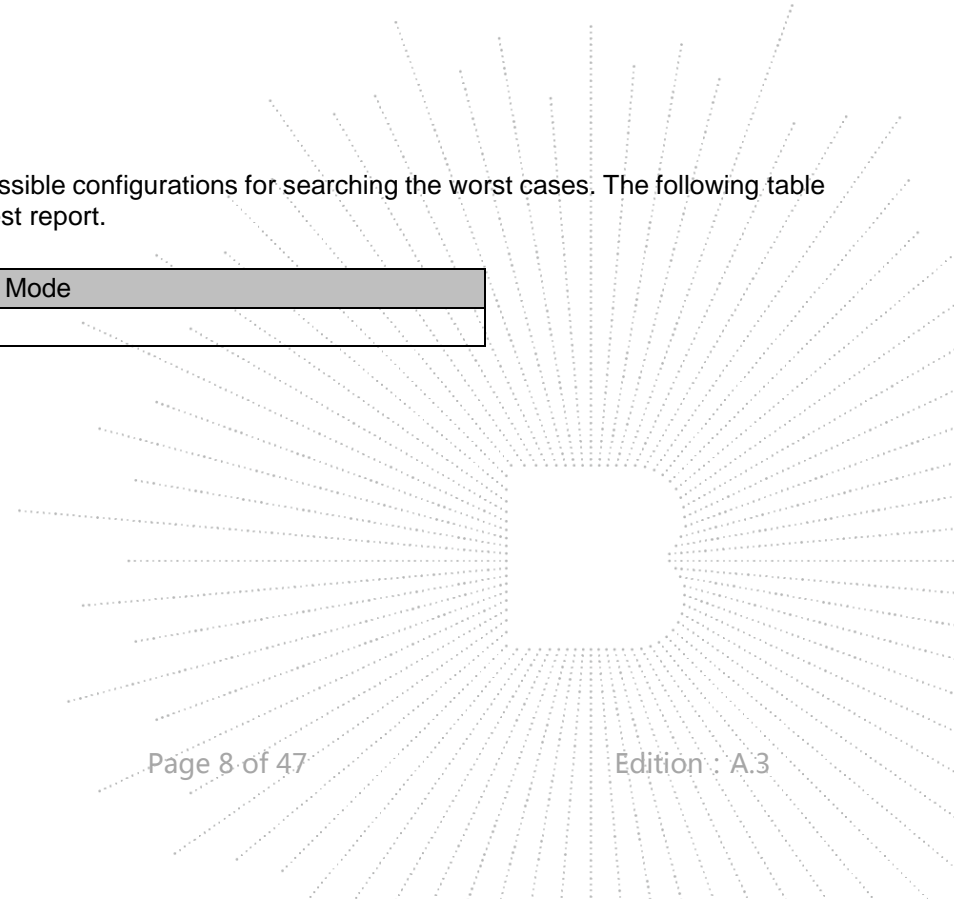 ssible configurations for searching the worst cases. The following table
st report.
Mode
Page 8 of 47 Edition : A.3